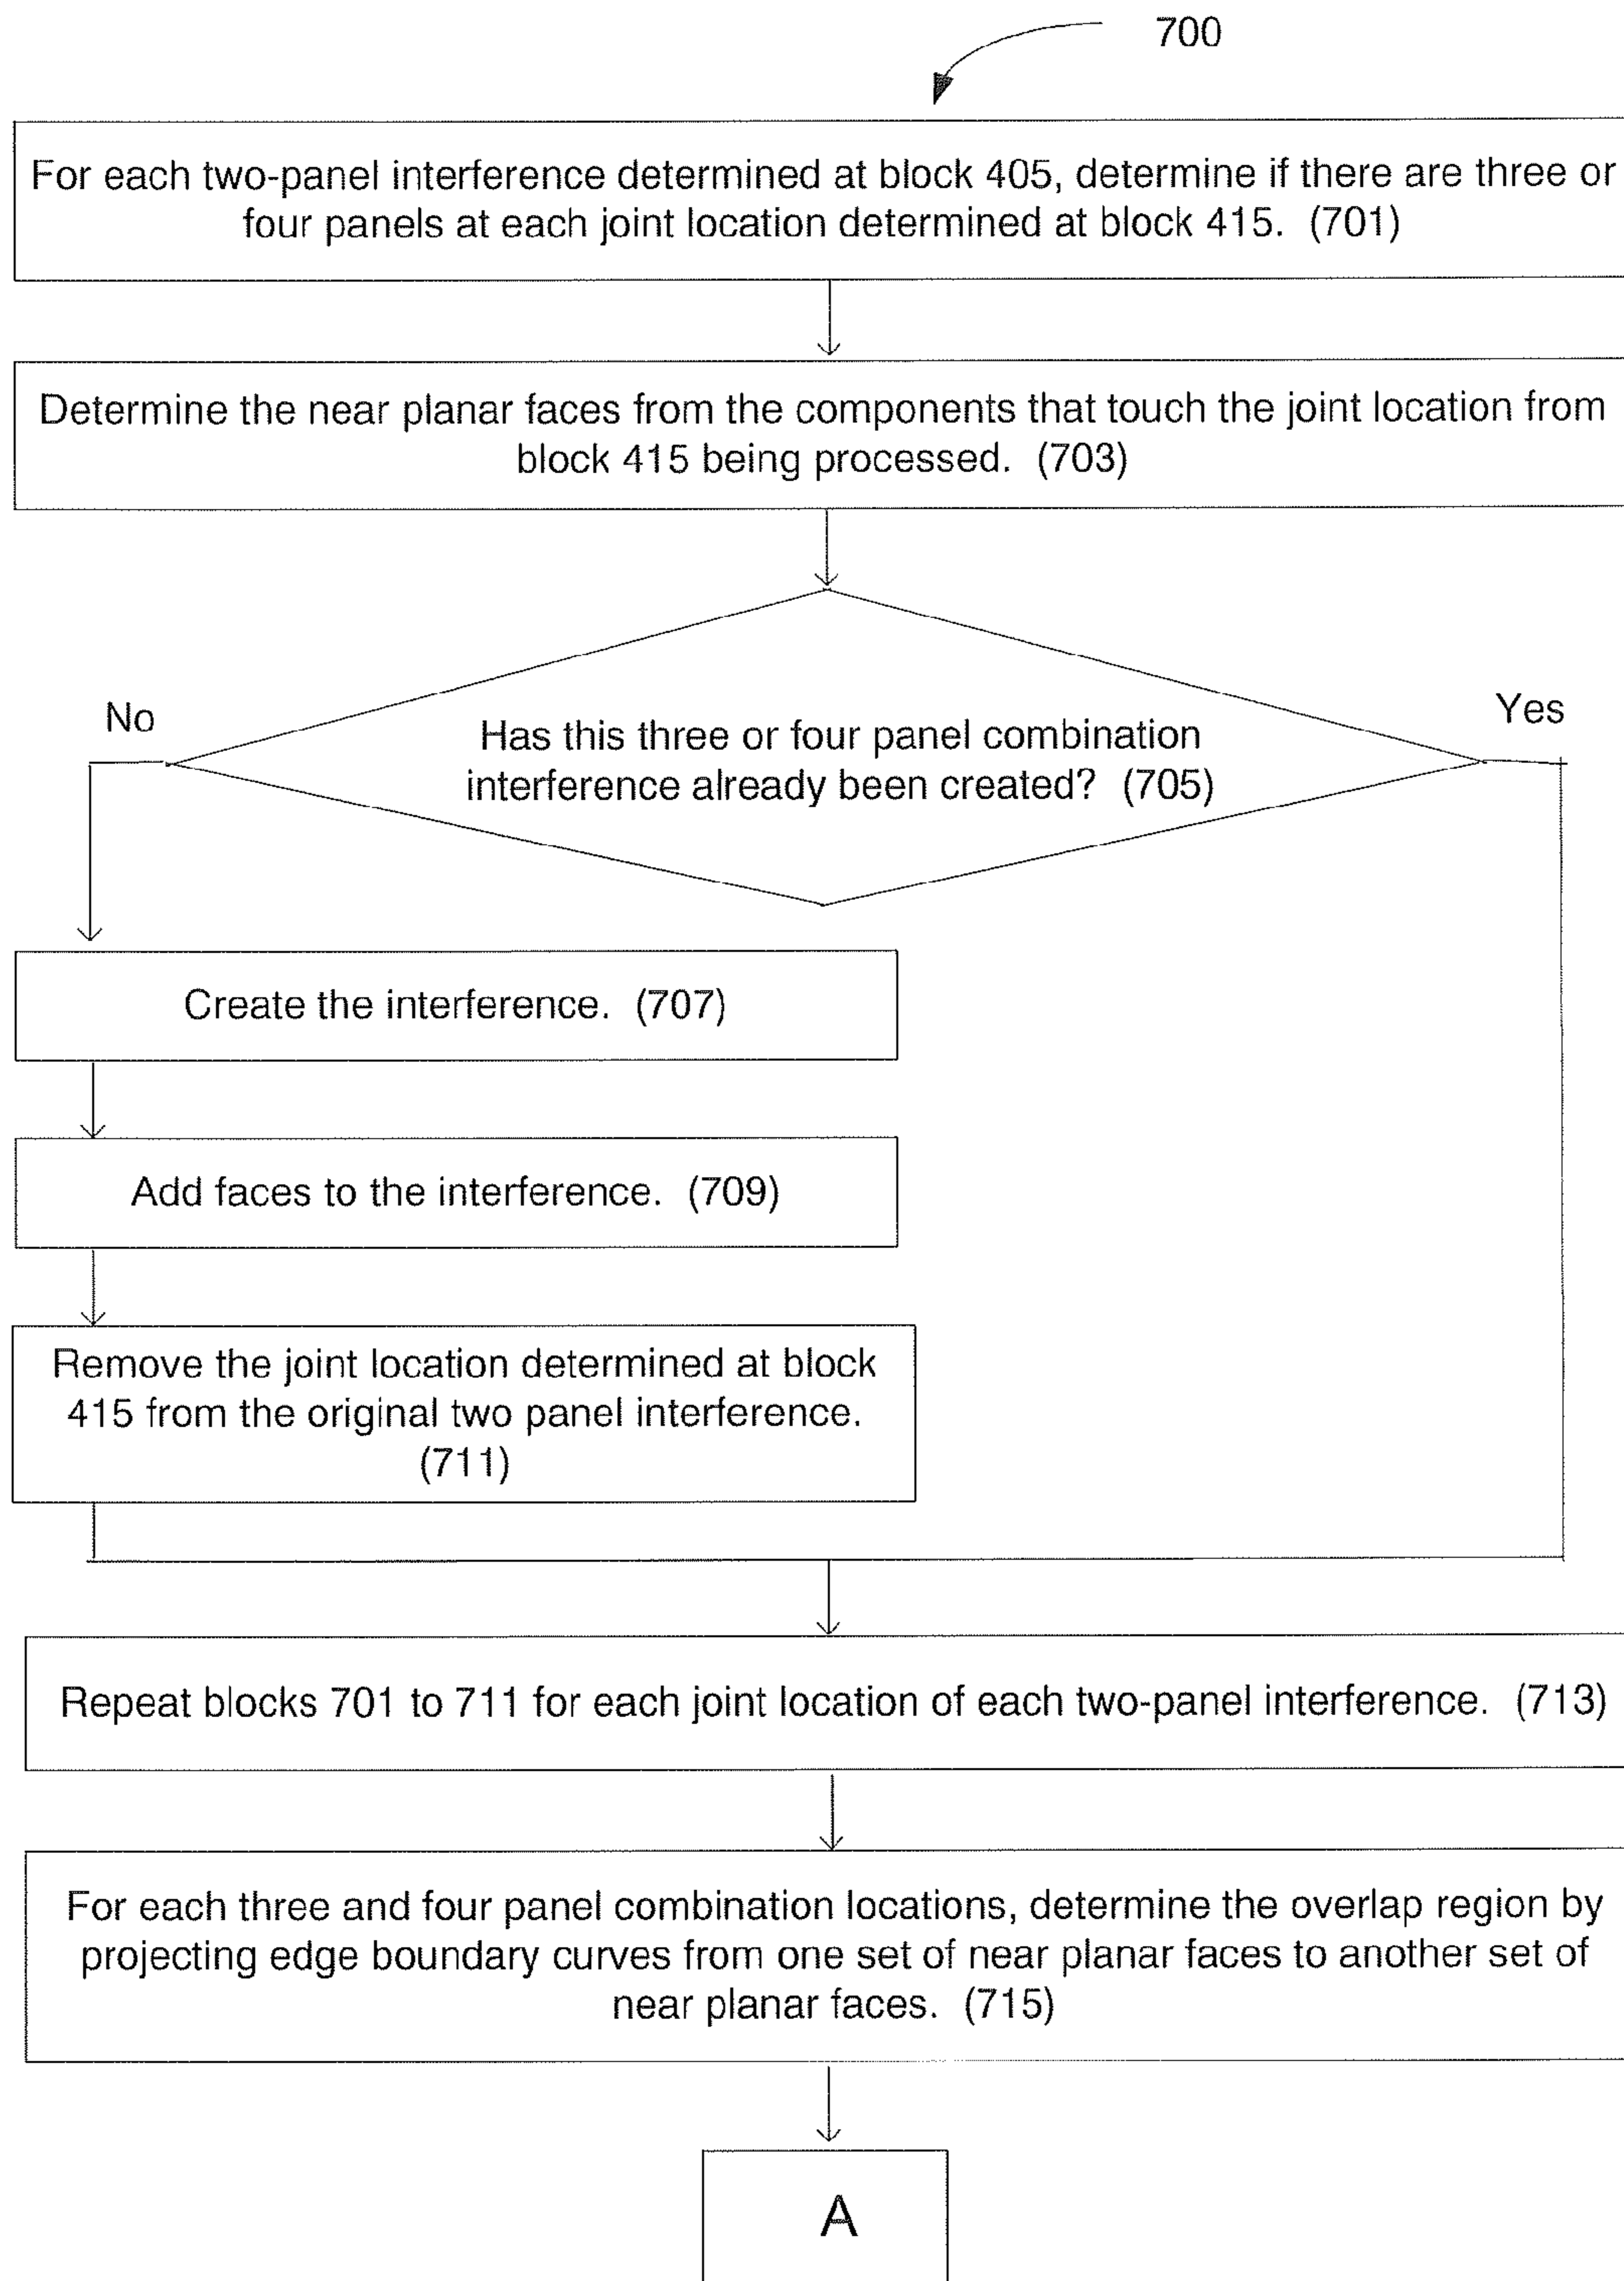 700
For each two-panel interference determined at block 405, determine if there are three or
four panels at each joint location determined at block 415. (701)
Determine the near planar faces from the components that touch the joint location from
block 415 being processed. (703)
No
Yes
Has this three or four panel combination
interference already been created? (705)
Create the interference. (707)
Add faces to the interference. (709)
Remove the joint location determined at block
415 from the original two panel interference.
(711)
Repeat blocks 701 to 711 for each joint location of each two-panel interference. (713)
For each three and four panel combination locations, determine the overlap region by
projecting edge boundary curves from one set of near planar faces to another set of
near planar faces. (715)
A